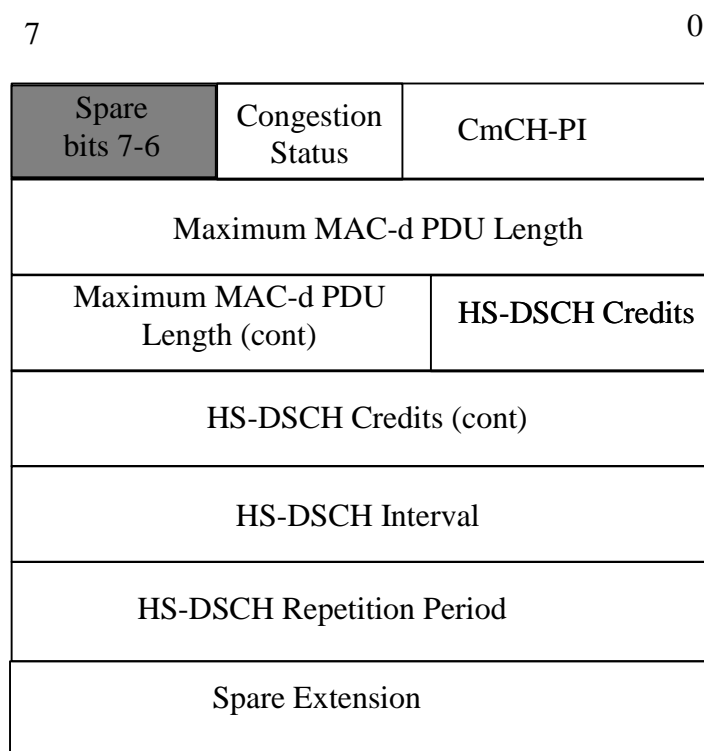 7 0
Spare
bits 7-6
Congestion
Status
CmCH-PI
Maximum MAC-d PDU Length
Maximum MAC-d PDU
Length (cont)
HS-DSCH Credits
HS-DSCH Credits (cont)
HS-DSCH Interval
HS-DSCH Repetition Period
Spare Extension